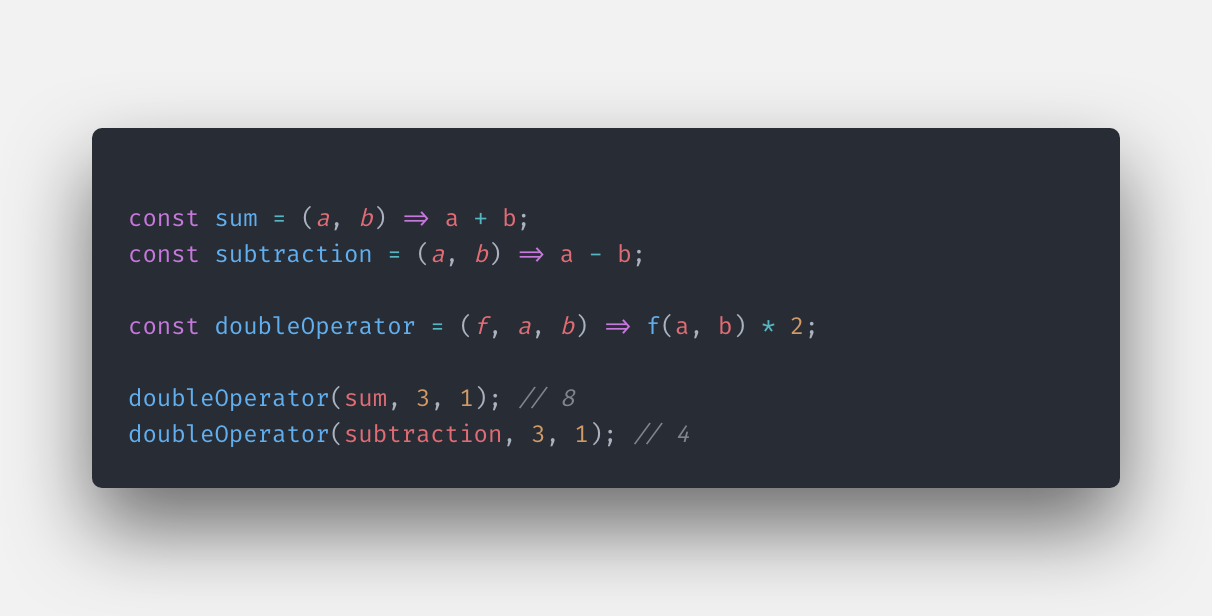 const sum = (a, b) => a + b;
const subtraction = (a, b) => a - b;
const doubleOperator = (f, a, b) => f(a, b) * 2;
doubleOperator(sum, 3, 1); // 8
doubleOperator(subtraction, 3, 1); // 4